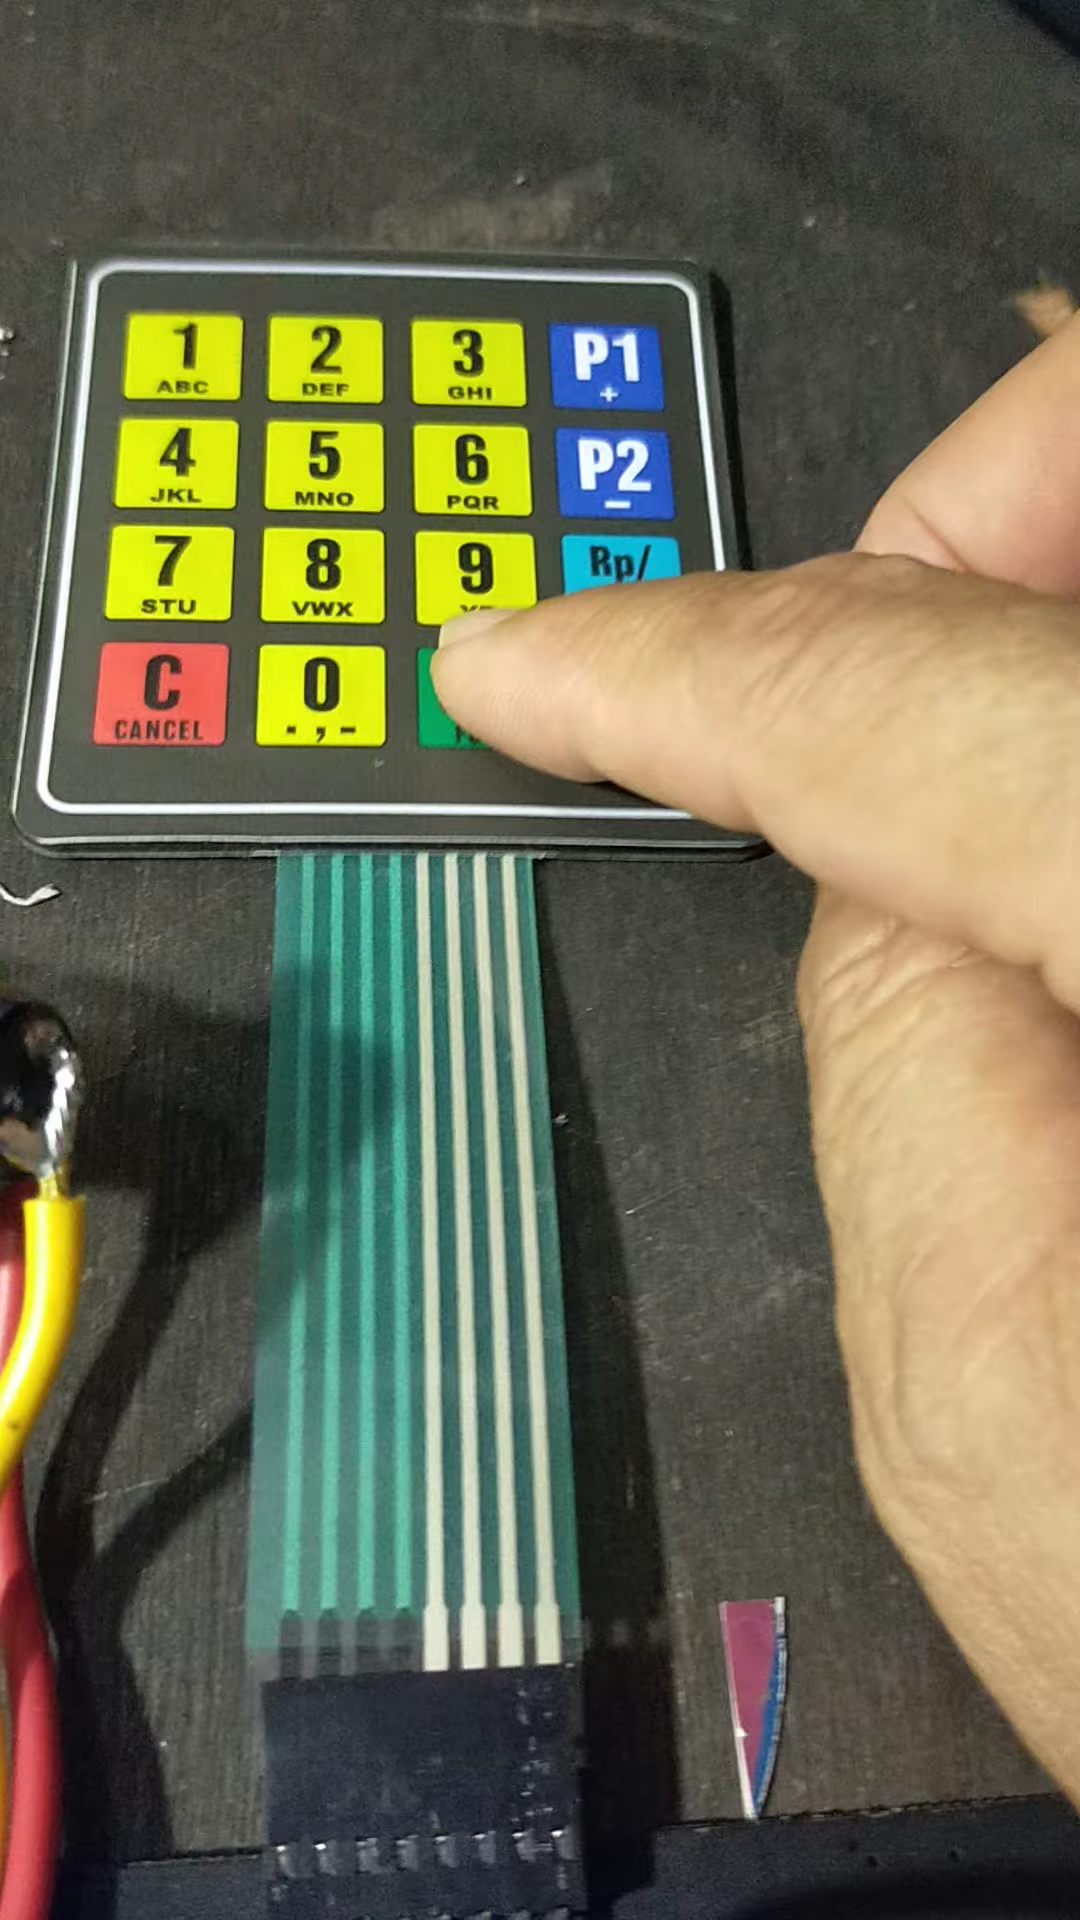 1
ABC
2
DEF
3
GHI
P1
+
4
JKL
5
MNO
6
PQR
P2
–
7
STU
8
VWX
9
Rp/
C
CANCEL
0
. , -